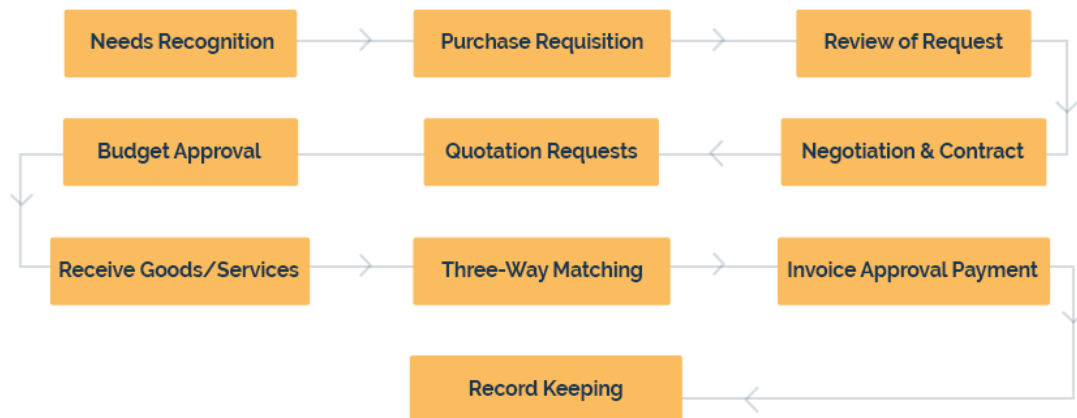 Needs Recognition
Purchase Requisition
Review of Request
Budget Approval
Quotation Requests
Negotiation & Contract
Receive Goods/Services
Three-Way Matching
Invoice Approval Payment
Record Keeping